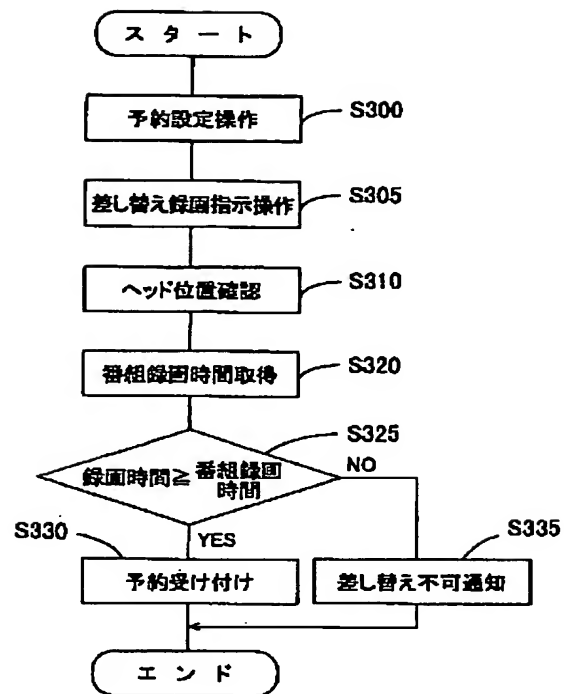 スタート
予約設定操作
S300
差し替え録画指示操作
S305
ヘッド位置確認
S310
番組録画時間取得
S320
S325
録画時間≧番組録画
時間
NO
S330
YES
S335
予約受け付け
差し替え不可通知
エンド